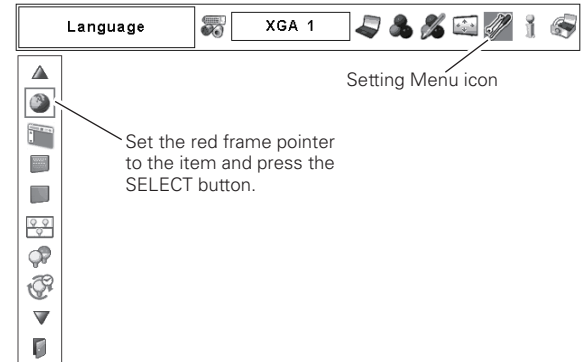 Language
XGA 1
Setting Menu icon
Set the red frame pointer
to the item and press the
SELECT button.